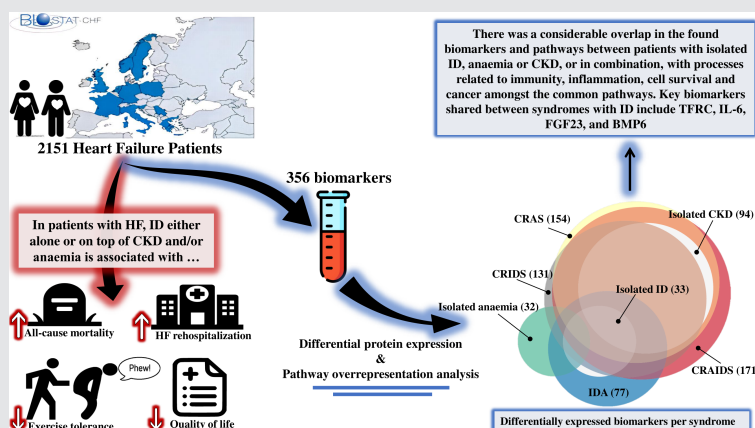 BIOSTAT-CHF
2151 Heart Failure Patients
In patients with HF, ID either
alone or on top of CKD and/or
anaemia is associated with …
All-cause mortality
HF rehospitalization
Phew!
Exercise tolerance
Quality of life
356 biomarkers
Differential protein expression
&
Pathway overrepresentation analysis
There was a considerable overlap in the found
biomarkers and pathways between patients with isolated
ID, anaemia or CKD, or in combination, with processes
related to immunity, inflammation, cell survival and
cancer amongst the common pathways. Key biomarkers
shared between syndromes with ID include TFRC, IL-6,
FGF23, and BMP6
CRAS (154)
Isolated CKD (94)
CRIDS (131)
Isolated ID (33)
Isolated anaemia (32)
CRAIDS (171)
IDA (77)
Differentially expressed biomarkers per syndrome